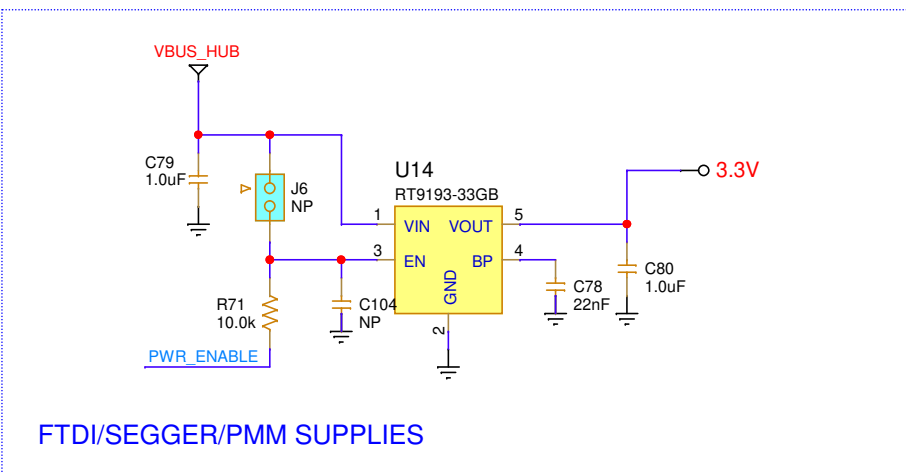 VBUS_HUB
C79
1.0uF
J6
NP
U14
RT9193-33GB
1
VIN
VOUT
5
3.3V
3
EN
BP
4
GND
2
C104
NP
C78
22nF
C80
1.0uF
R71
10.0k
PWR_ENABLE
FTDI/SEGGER/PMM SUPPLIES